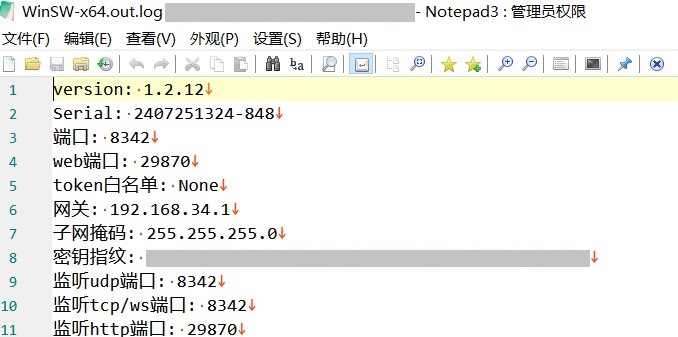 WinSW-x64.out.log - Notepad3 : 管理员权限
文件(F) 编辑(E) 查看(V) 外观(P) 设置(S) 帮助(H)
1 version: 1.2.12
2 Serial: 2407251324-848
3 端口: 8342
4 web端口: 29870
5 token白名单: None
6 网关: 192.168.34.1
7 子网掩码: 255.255.255.0
8 密钥指纹:
9 监听udp端口: 8342
10 监听tcp/ws端口: 8342
11 监听http端口: 29870